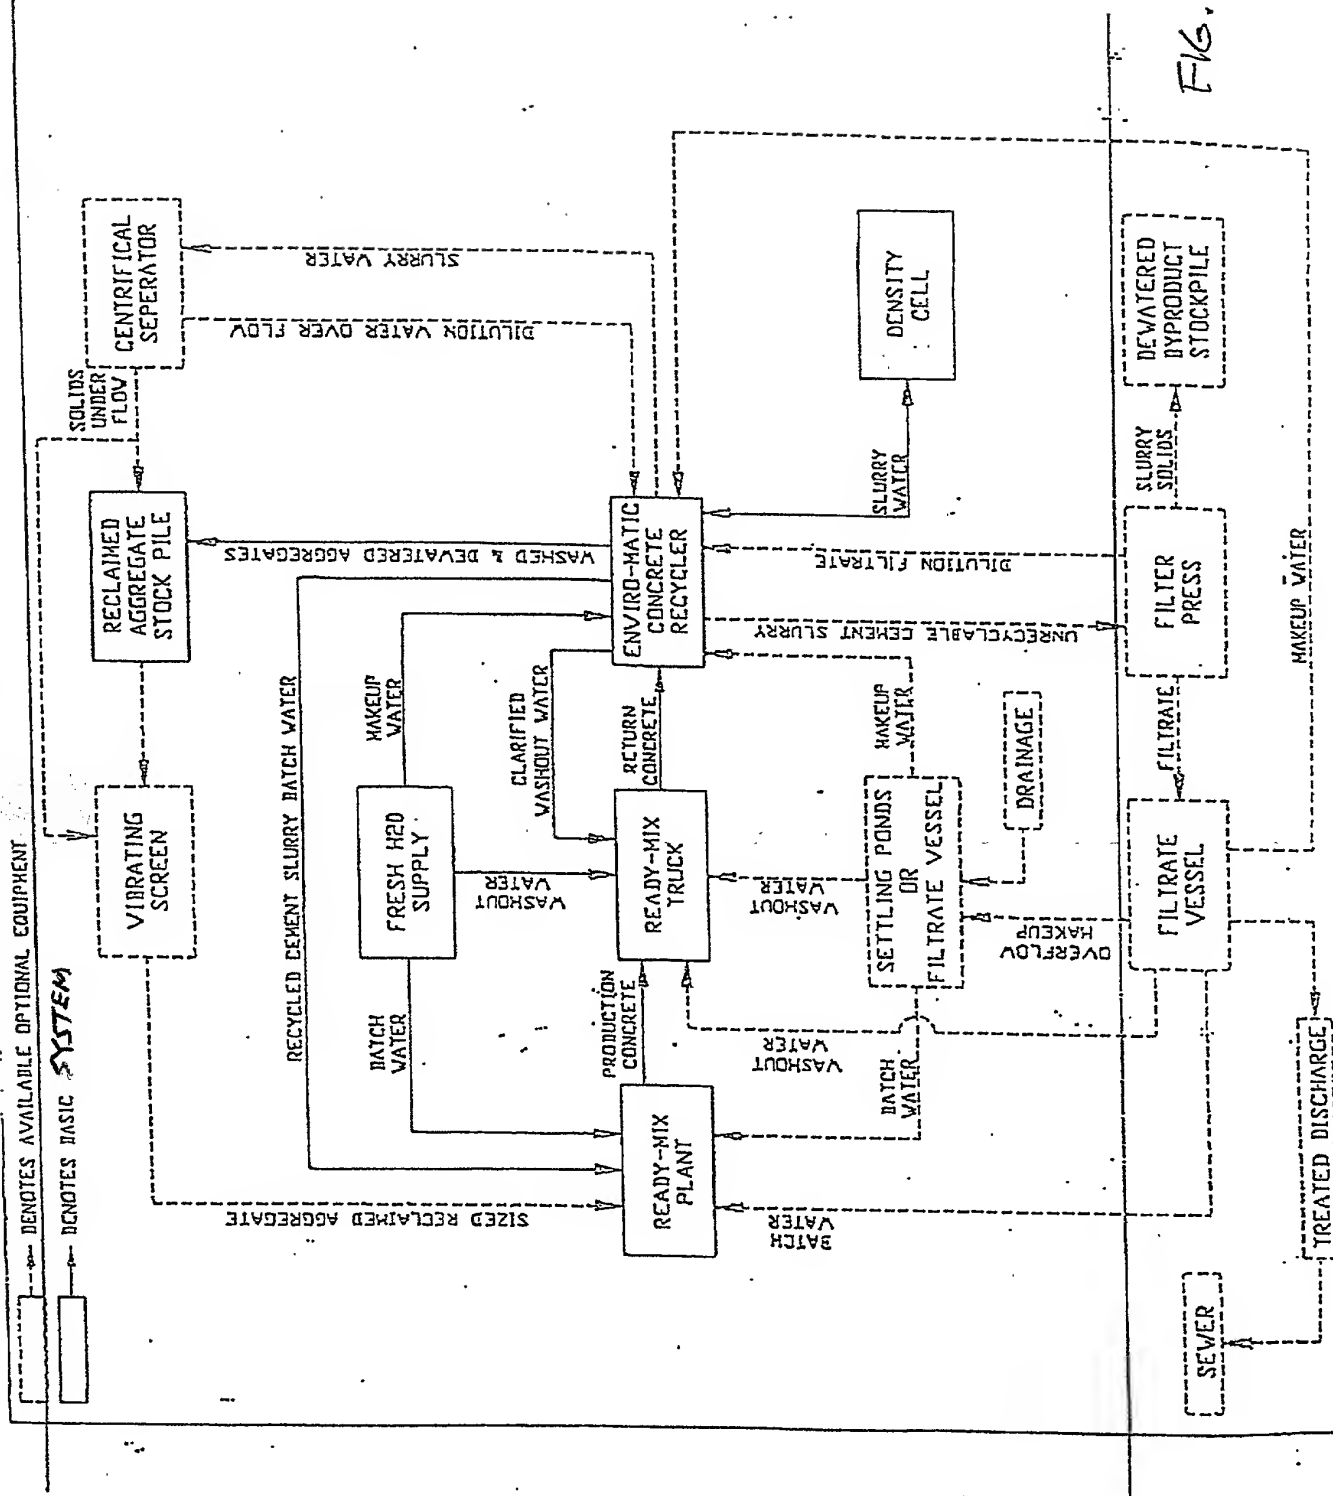 DENOTES AVAILABLE OPTIONAL EQUIPMENT
DENOTES BASIC SYSTEM
VIBRATING
SCREEN
RECLAIMED
AGGREGATE
STOCK PILE
SOLIDS
UNDER
FLOW
CENTRIFICAL
SEPERATOR
SIZED RECLAIMED AGGREGATE
RECYCLED CEMENT SLURRY BATCH WATER
WASHED & DEWATERED AGGREGATES
DILUTION WATER OVER FLOW
SLURRY WATER
BATCH
WATER
FRESH H2O
SUPPLY
MAKEUP
WATER
WASHOUT
WATER
CLARIFIED
WASHOUT WATER
READY-MIX
PLANT
PRODUCTION
CONCRETE
READY-MIX
TRUCK
RETURN
CONCRETE
ENVIRO-MATIC
CONCRETE
RECYCLER
BATCH
WATER
WASHOUT
WATER
WASHOUT
WATER
BATCH
WATER
SETTLING PONDS
OR
FILTRATE VESSEL
MAKEUP
WATER
UNRECYCLABLE CEMENT SLURRY
DILUTION FILTRATE
SLURRY
WATER
DENSITY
CELL
DRAINAGE
OVERFLOW
MAKEUP
FILTRATE
VESSEL
FILTRATE
FILTER
PRESS
SLURRY
SOLIDS
DEWATERED
BYPRODUCT
STOCKPILE
MAKEUP WATER
SEWER
TREATED DISCHARGE
FIG.